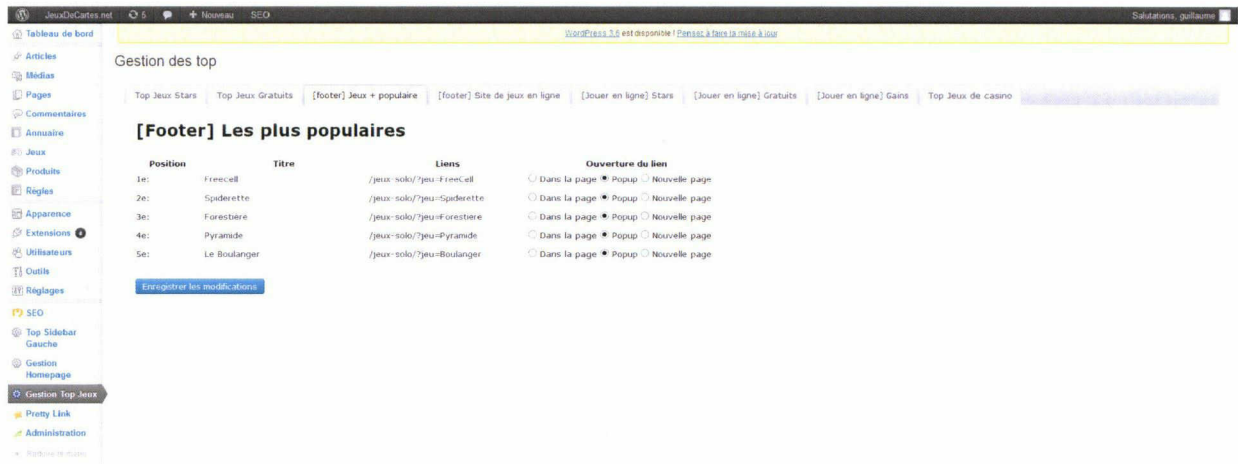 JeuxDeCartes.net 5 + Nouveau SEO Salutations, guillaume
WordPress 3.6 est disponible ! Pensez à faire la mise à jour
Tableau de bord
Articles
Médias
Pages
Commentaires
Annuaire
Jeux
Produits
Règles
Apparence
Extensions
Utilisateurs
Outils
Réglages
SEO
Top Sidebar
Gauche
Gestion
Homepage
Gestion Top Jeux
Pretty Link
Administration
Gestion des top
Top Jeux Stars Top Jeux Gratuits [footer] Jeux + populaire [footer] Site de jeux en ligne [Jouer en ligne] Stars [Jouer en ligne] Gratuits [Jouer en ligne] Gains Top Jeux de casino
[Footer] Les plus populaires
Position Titre Liens Ouverture du lien
1e: Freecell /jeux-solo/?jeu=FreeCell Dans la page Popup Nouvelle page
2e: Spiderette /jeux-solo/?jeu=Spiderette Dans la page Popup Nouvelle page
3e: Forestière /jeux-solo/?jeu=Forestiere Dans la page Popup Nouvelle page
4e: Pyramide /jeux-solo/?jeu=Pyramide Dans la page Popup Nouvelle page
5e: Le Boulanger /jeux-solo/?jeu=Boulanger Dans la page Popup Nouvelle page
Enregistrer les modifications